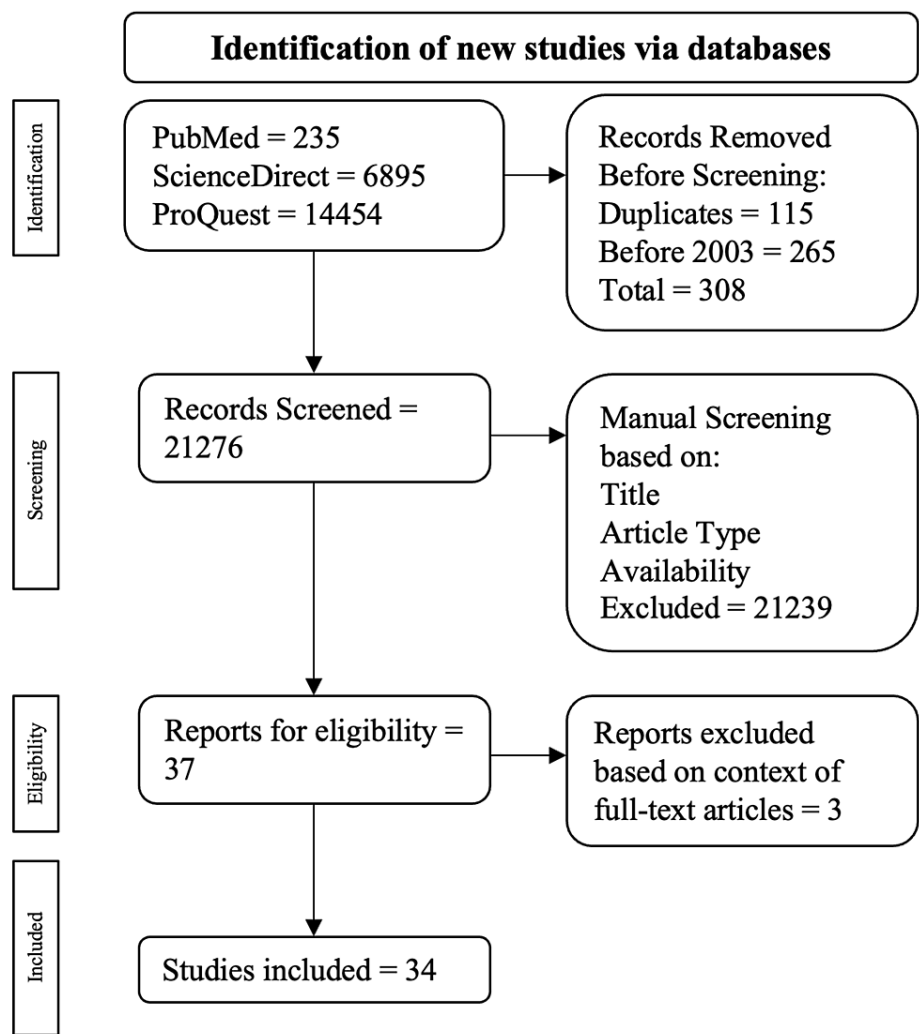 Identification of new studies via databases
Identification
PubMed = 235
ScienceDirect = 6895
ProQuest = 14454
Records Removed
Before Screening:
Duplicates = 115
Before 2003 = 265
Total = 308
Screening
Records Screened =
21276
Manual Screening
based on:
Title
Article Type
Availability
Excluded = 21239
Eligibility
Reports for eligibility =
37
Reports excluded
based on context of
full-text articles = 3
Included
Studies included = 34